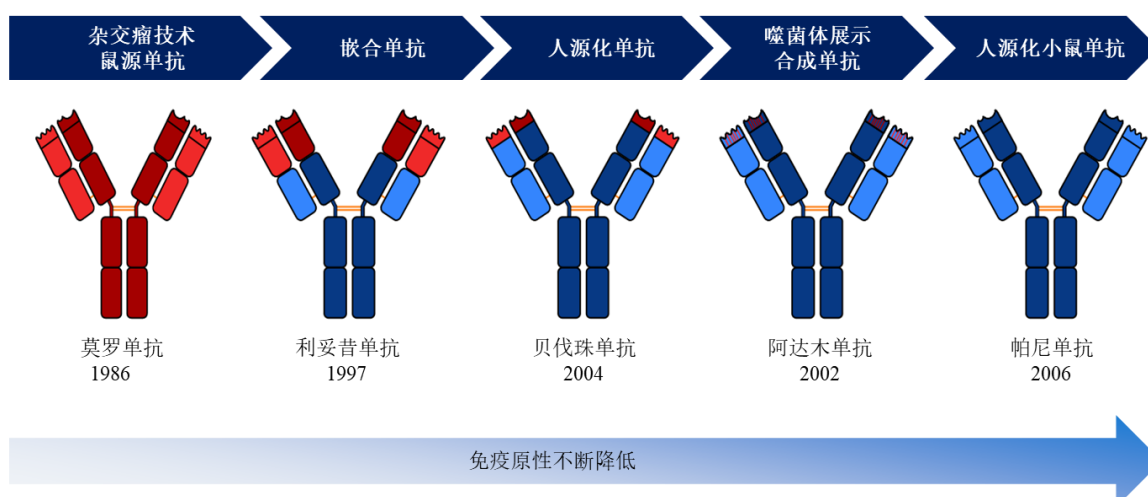 杂交瘤技术
鼠源单抗
嵌合单抗
人源化单抗
噬菌体展示
合成单抗
人源化小鼠单抗
莫罗单抗
1986
利妥昔单抗
1997
贝伐珠单抗
2004
阿达木单抗
2002
帕尼单抗
2006
免疫原性不断降低